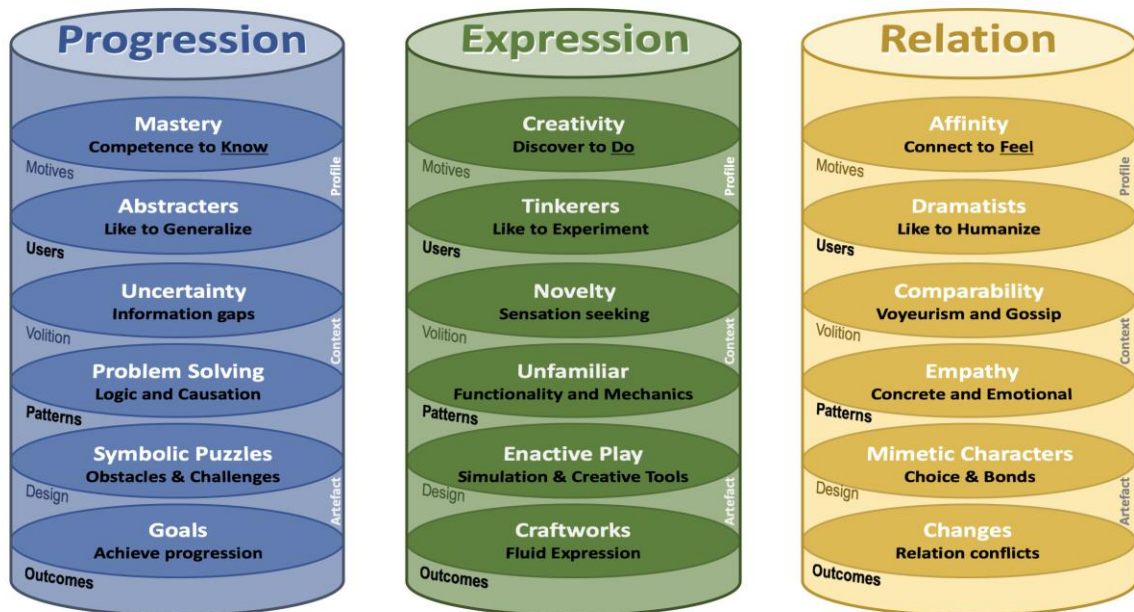 Progression
Mastery
Competence to Know
Motives
Profile
Abstracters
Like to Generalize
Users
Uncertainty
Information gaps
Volition
Context
Problem Solving
Logic and Causation
Patterns
Symbolic Puzzles
Obstacles & Challenges
Design
Artefact
Goals
Achieve progression
Outcomes
Expression
Creativity
Discover to Do
Motives
Profile
Tinkerers
Like to Experiment
Users
Novelty
Sensation seeking
Volition
Context
Unfamiliar
Functionality and Mechanics
Patterns
Enactive Play
Simulation & Creative Tools
Design
Artefact
Craftworks
Fluid Expression
Outcomes
Relation
Affinity
Connect to Feel
Motives
Profile
Dramatists
Like to Humanize
Users
Comparability
Voyeurism and Gossip
Volition
Context
Empathy
Concrete and Emotional
Patterns
Mimetic Characters
Choice & Bonds
Design
Artefact
Changes
Relation conflicts
Outcomes